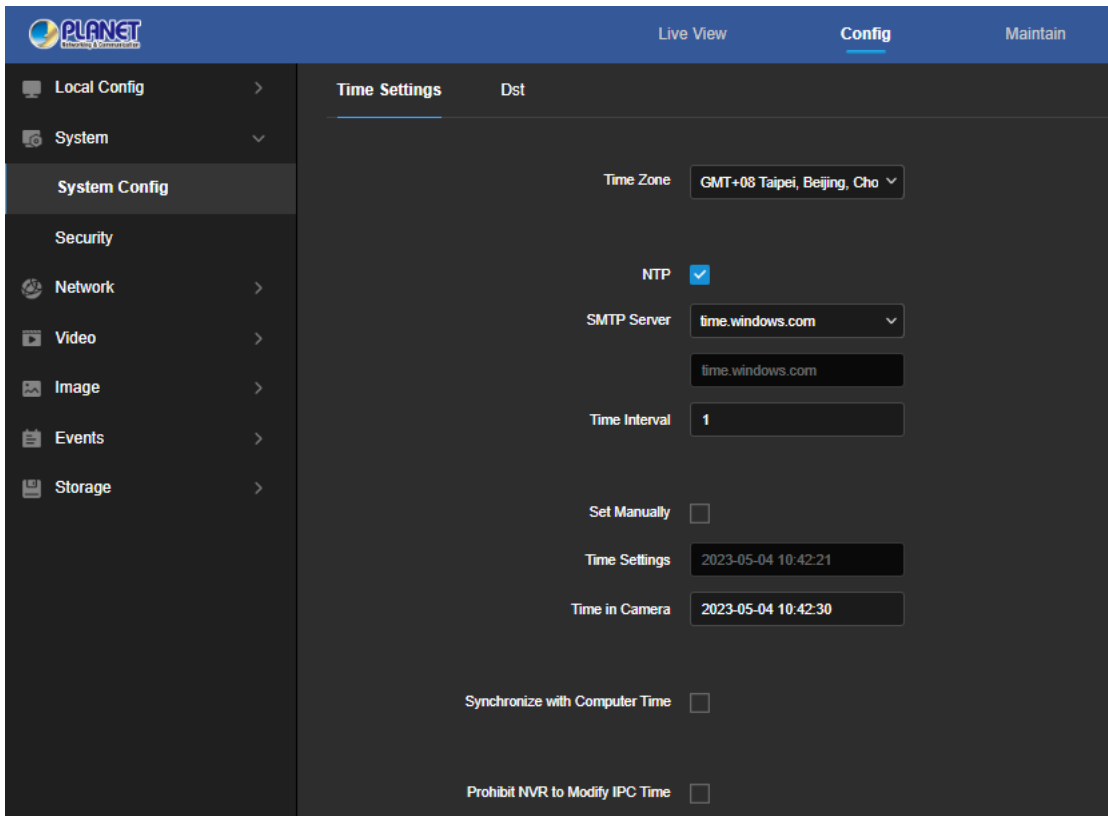 PLANET
Networking & Communication
Live View Config Maintain
Local Config
System
System Config
Security
Network
Video
Image
Events
Storage
Time Settings Dst
Time Zone GMT+08 Taipei, Beijing, Cho
NTP
SMTP Server time.windows.com
time.windows.com
Time Interval 1
Set Manually
Time Settings 2023-05-04 10:42:21
Time in Camera 2023-05-04 10:42:30
Synchronize with Computer Time
Prohibit NVR to Modify IPC Time